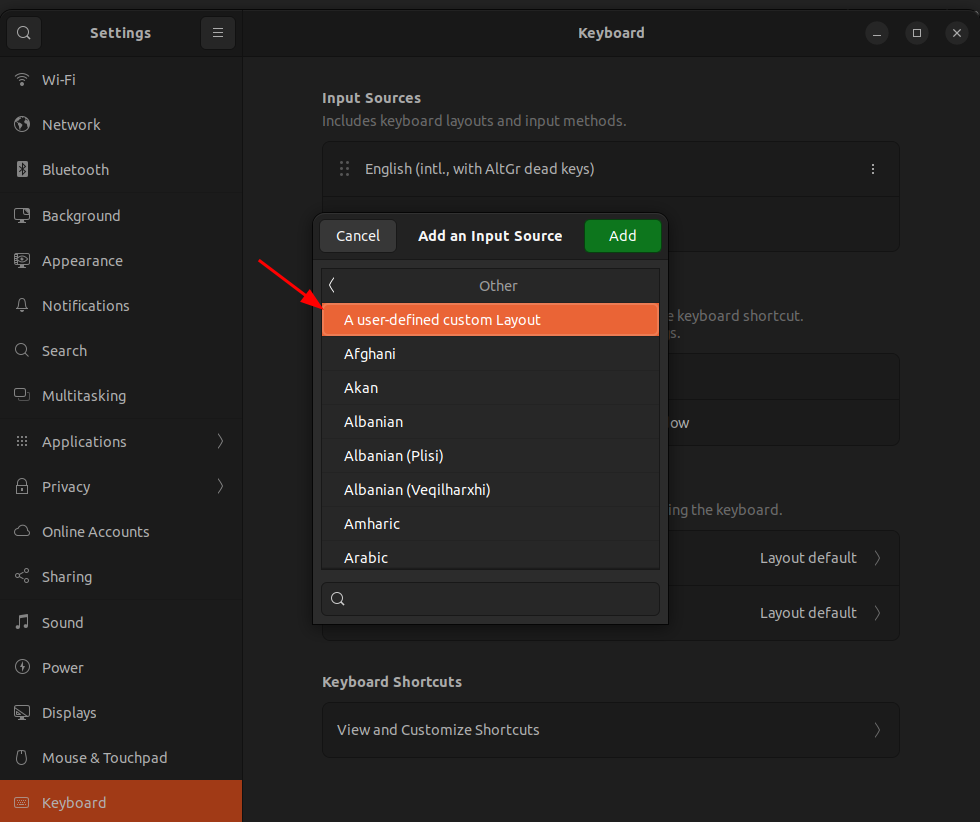 Settings
Keyboard
Wi-Fi
Network
Bluetooth
Background
Appearance
Notifications
Search
Multitasking
Applications
Privacy
Online Accounts
Sharing
Sound
Power
Displays
Mouse & Touchpad
Keyboard
Input Sources
Includes keyboard layouts and input methods.
English (intl., with AltGr dead keys)
Cancel
Add an Input Source
Add
Other
A user-defined custom Layout
Afghani
Akan
Albanian
Albanian (Plisi)
Albanian (Veqilharxhi)
Amharic
Arabic
keyboard shortcut.
ing the keyboard.
Layout default
Layout default
Keyboard Shortcuts
View and Customize Shortcuts